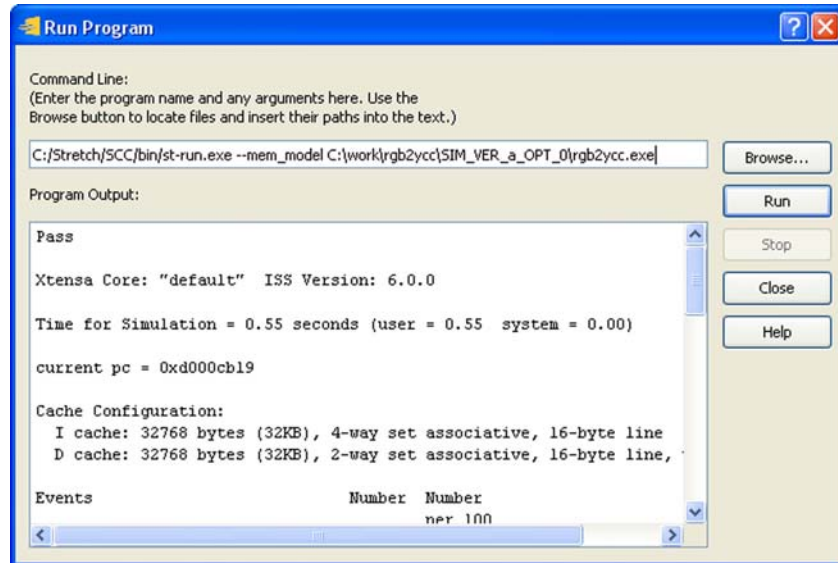 Run Program
Command Line:
(Enter the program name and any arguments here. Use the
Browse button to locate files and insert their paths into the text.)
C:/Stretch/SCC/bin/st-run.exe --mem_model C:\work\rgb2ycc\SIM_VER_a_OPT_0\rgb2ycc.exe
Browse...
Program Output:
Run
Pass
Stop
Xtensa Core: "default" ISS Version: 6.0.0
Close
Time for Simulation = 0.55 seconds (user = 0.55 system = 0.00)
Help
current pc = 0xd000cb19
Cache Configuration:
I cache: 32768 bytes (32KB), 4-way set associative, 16-byte line
D cache: 32768 bytes (32KB), 2-way set associative, 16-byte line,
Events Number Number
per 100